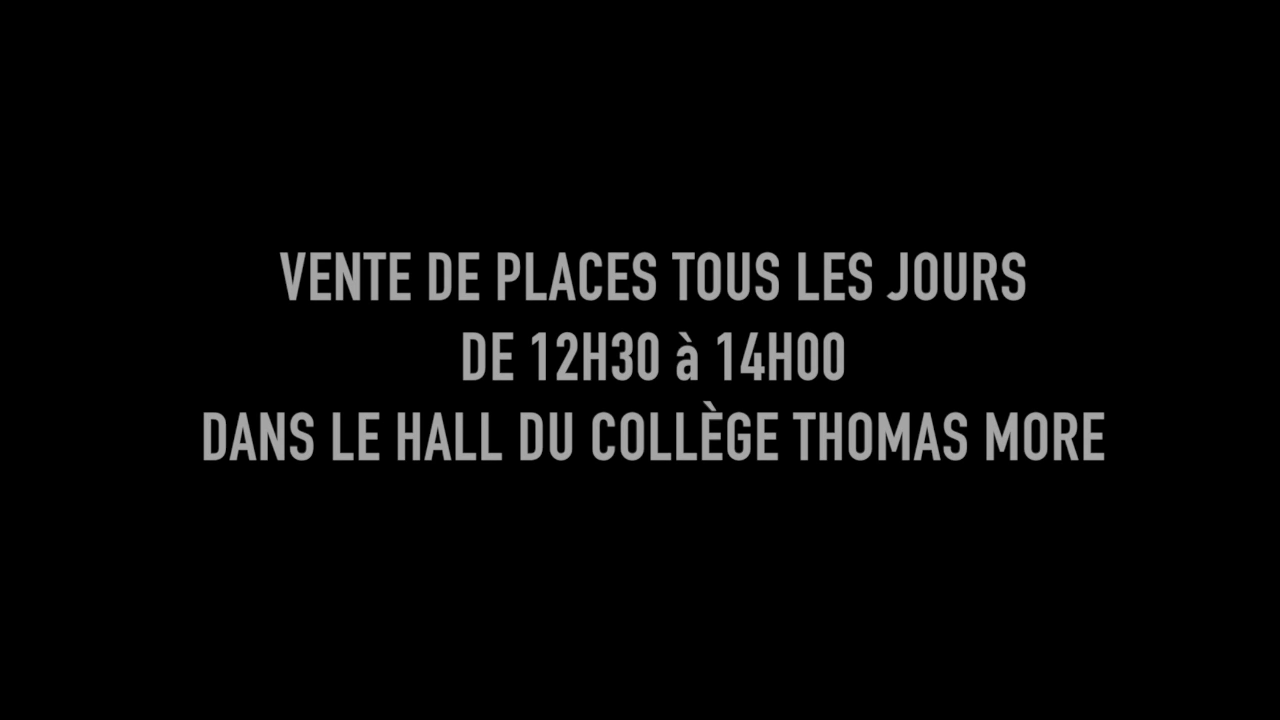 VENTE DE PLACES TOUS LES JOURS
DE 12H30 à 14H00
DANS LE HALL DU COLLÈGE THOMAS MORE